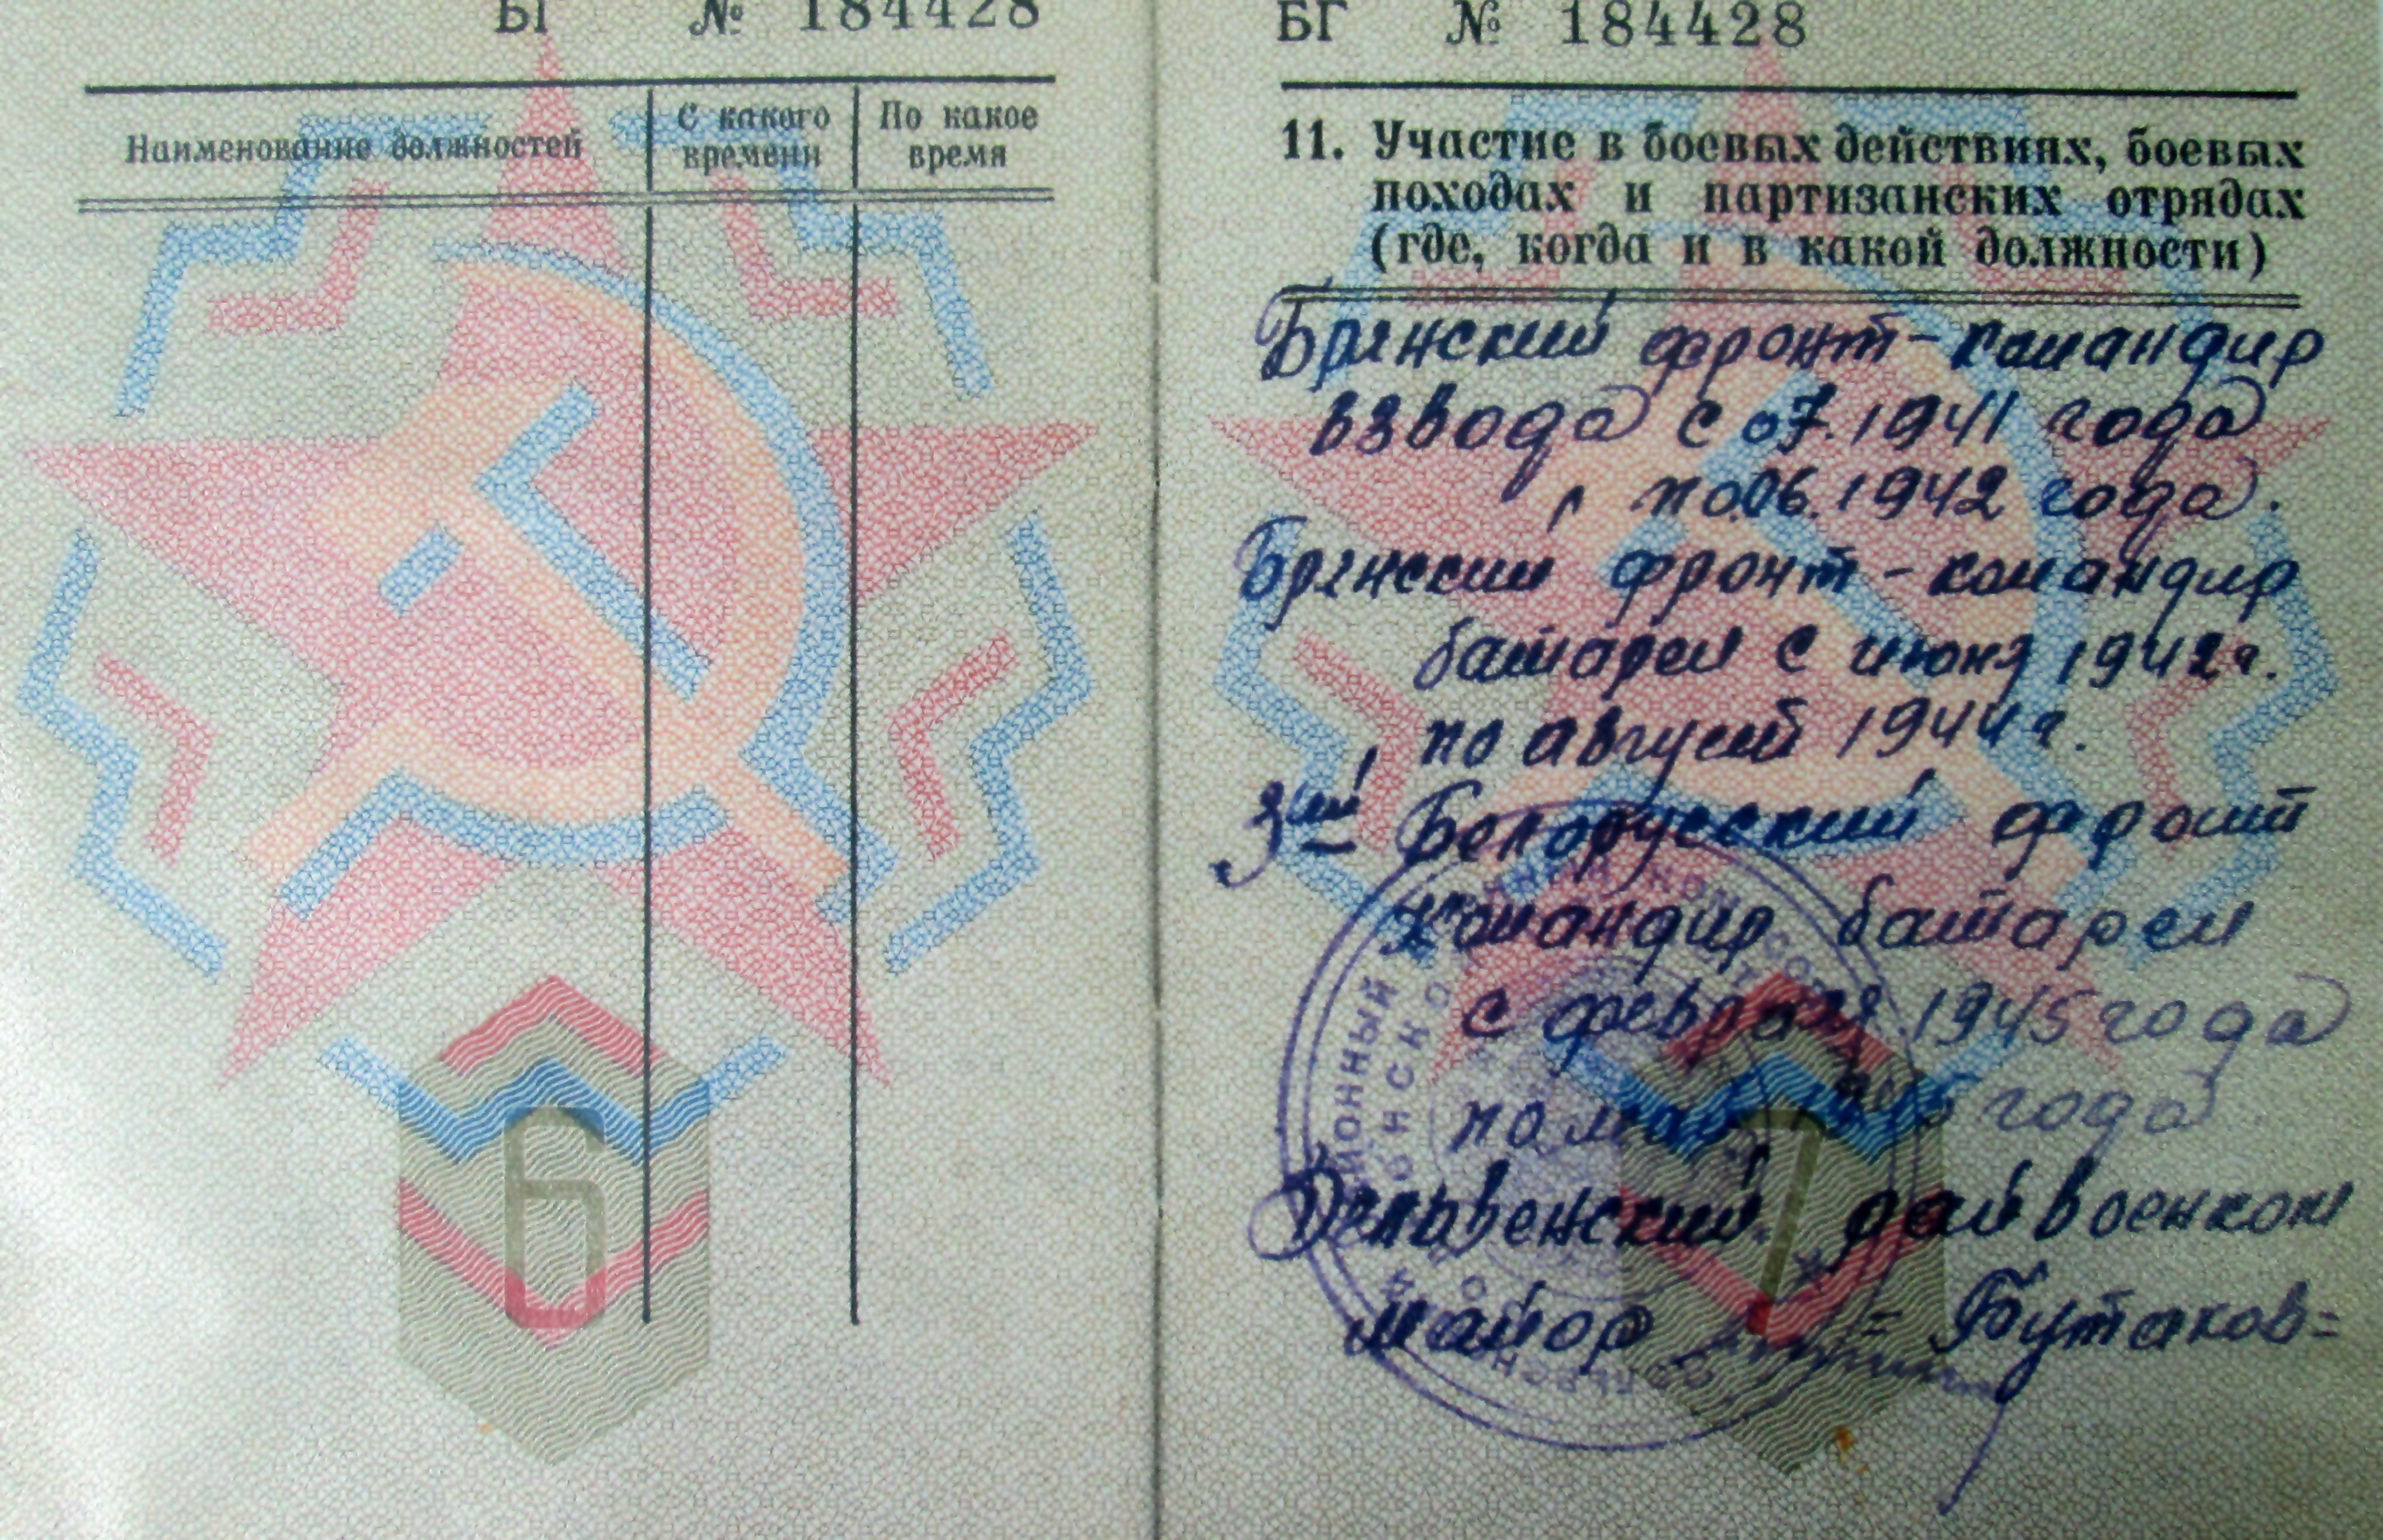 БГ № 184428
Наименование должностей
С какого времени
По какое время
6
БГ № 184428
11. Участие в боевых действиях, боевых
походах и партизанских отрядах
(где, когда и в какой должности)
Брянский фронт - командир
взвода с 07.1941 года
по 06.1942 года.
Брянский фронт - командир
батареи с июня 1942 г.
по август 1944 г.
3ий Белорусский фронт
командир батареи
с февраля 1945 года
по май 1945 года
райвоенком
майор =Бутаков=
7